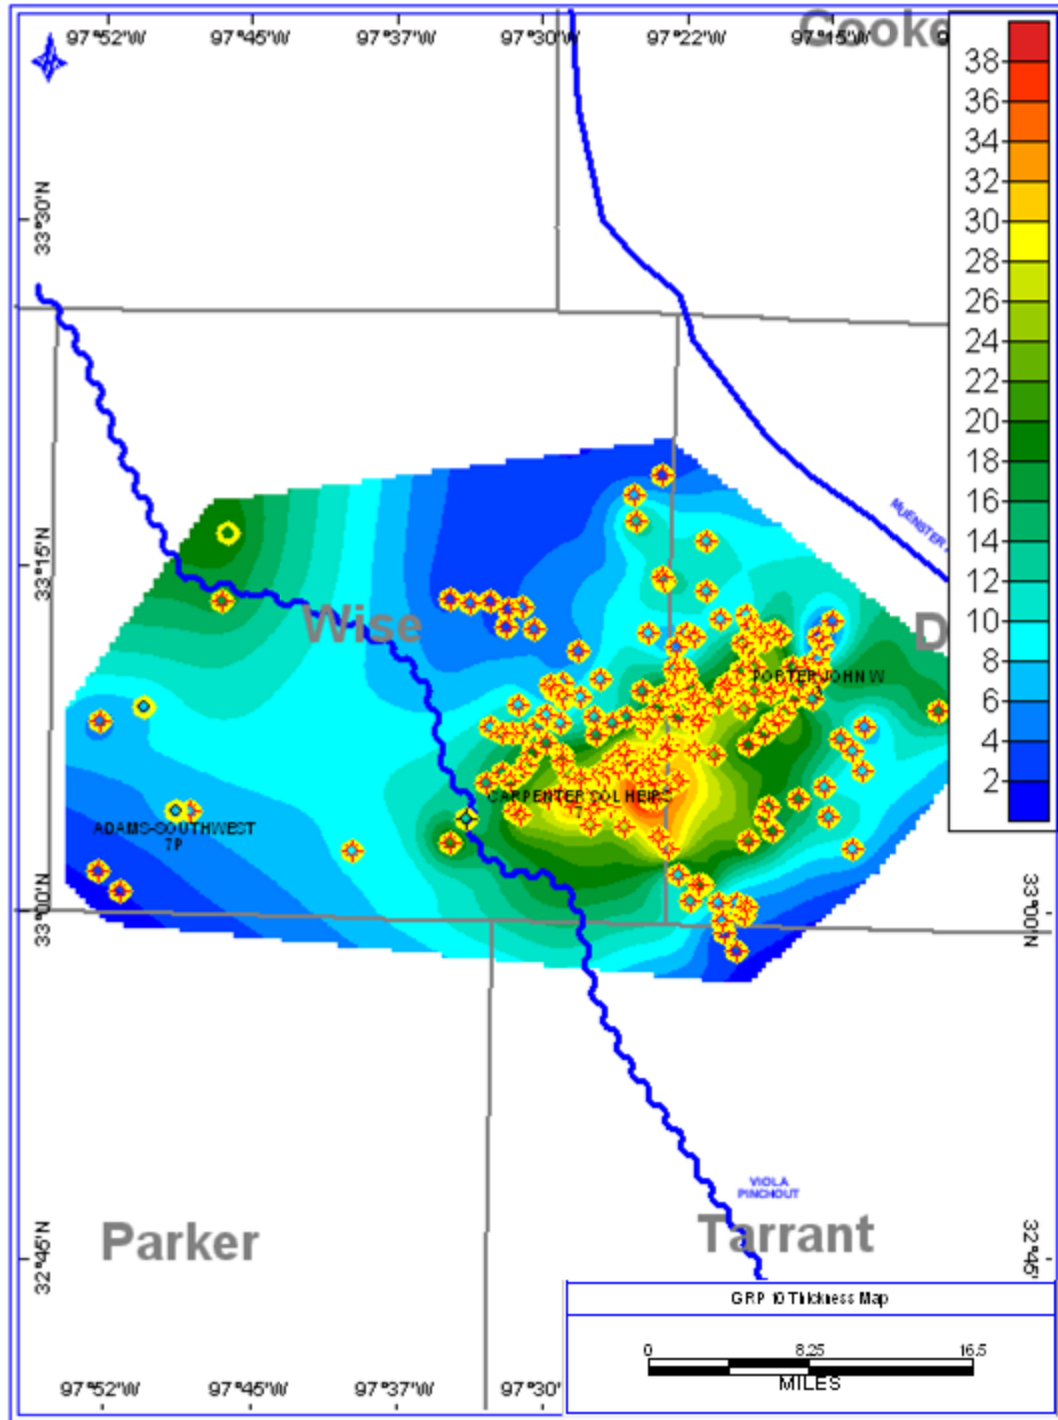 Cooke
97°52'W 97°45'W 97°37'W 97°30'W 97°22'W 97°15'W
38
36
34
32
30
28
26
24
22
20
18
16
14
12
10
8
6
4
2
33°30'N
33°15'N
33°00'N
32°45'N
MUENSTER
Wise
D
PORTER JOHN W
3
CARPENTER SOL HEIRS
7
ADAMS-SOUTHWEST
7P
33°00'N
VIOLA
PINCHOUT
Parker
Tarrant
32°45'
GRP 10 Thickness Map
0 8.25 16.5
MILES
97°52'W 97°45'W 97°37'W 97°30'